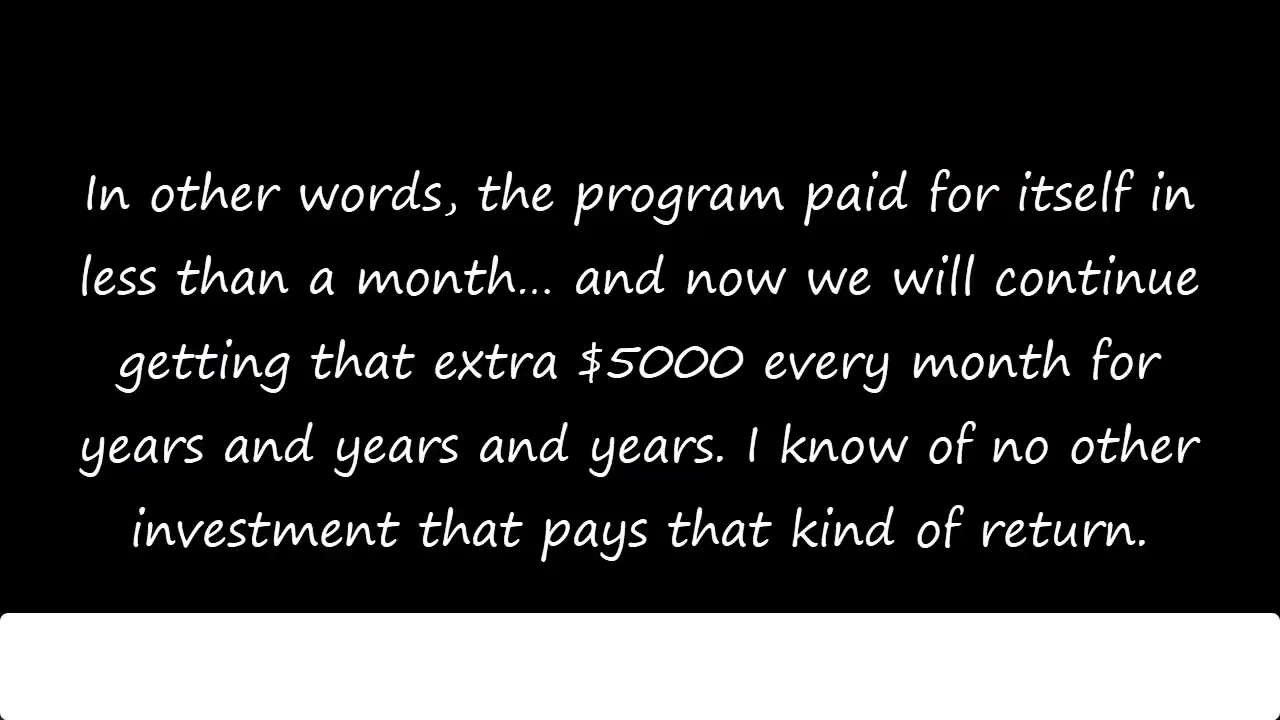 In other words, the program paid for itself in
less than a month... and now we will continue
getting that extra $5000 every month for
years and years and years. I know of no other
investment that pays that kind of return.